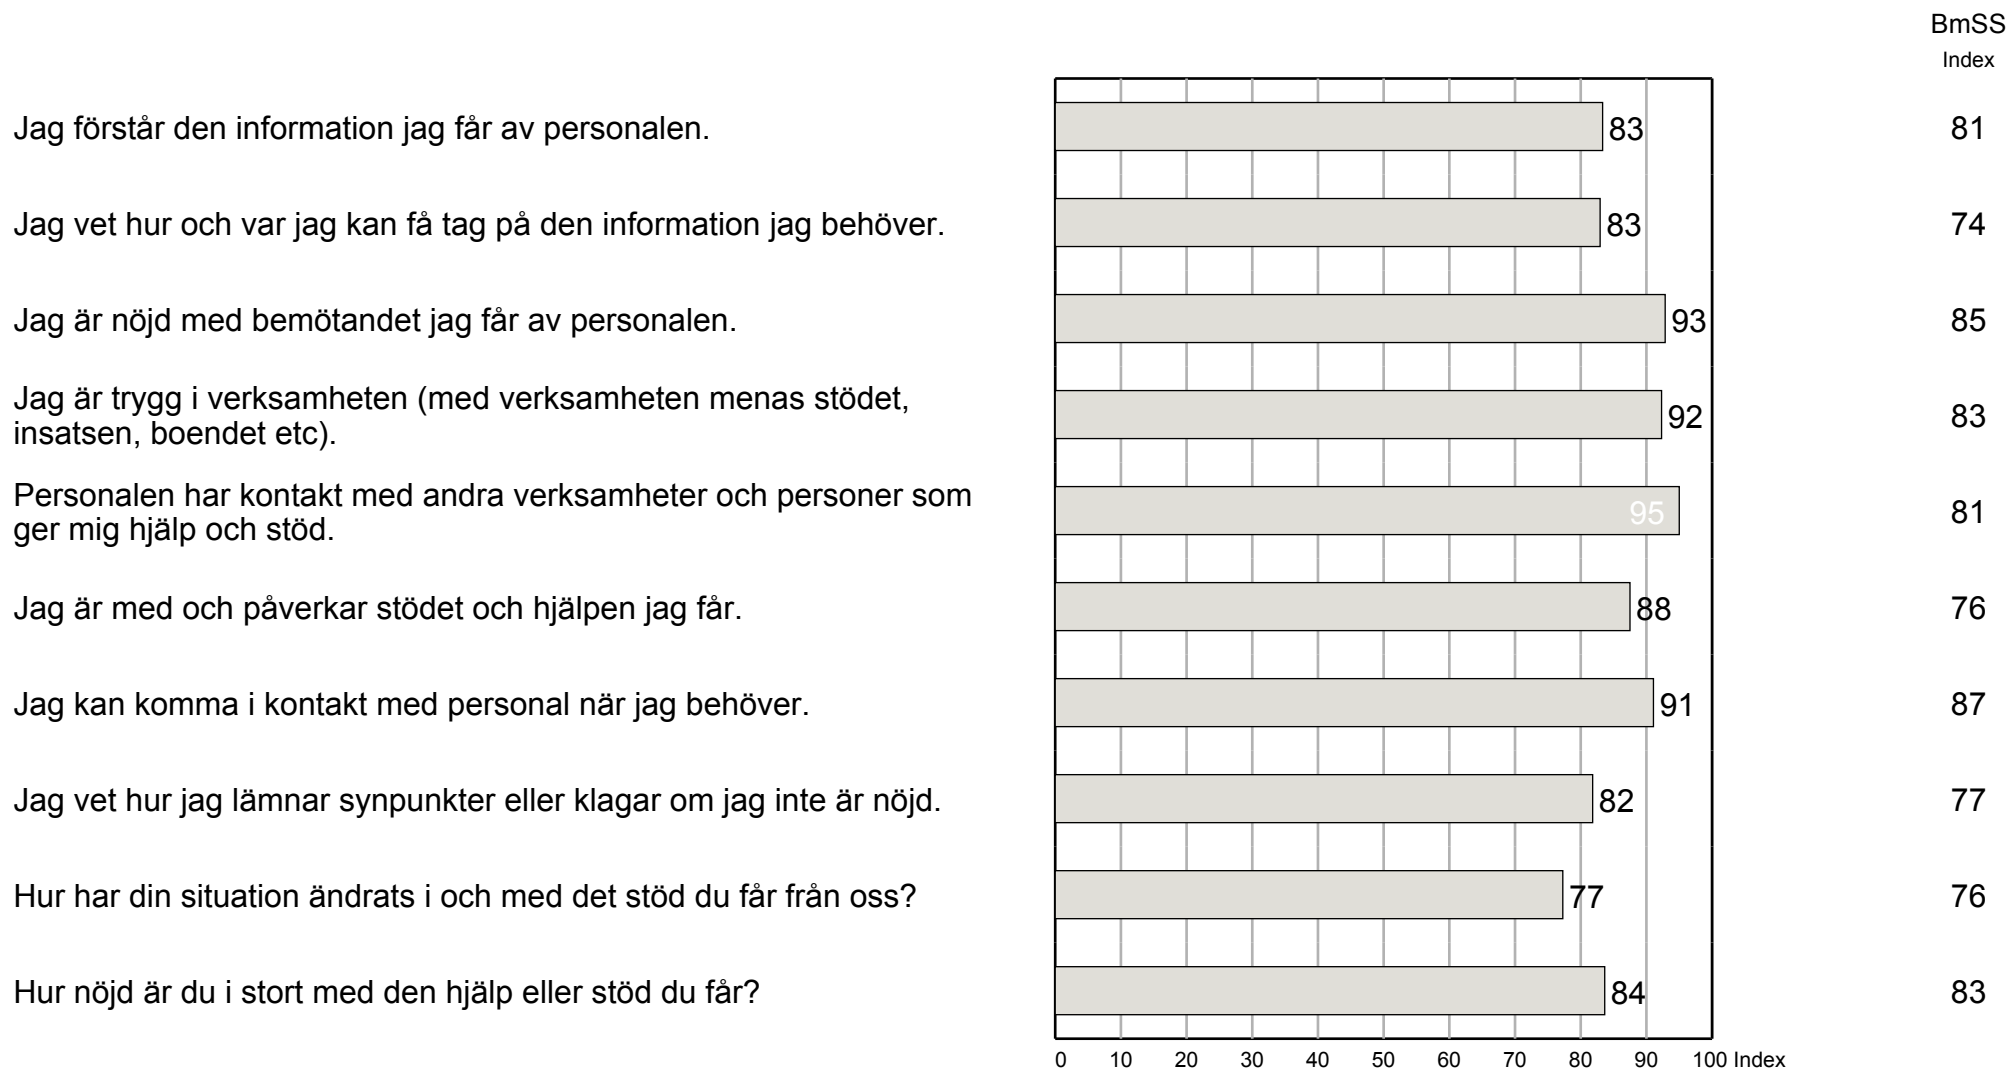 BmSS
Index
Jag förstår den information jag får av personalen. 83 81
Jag vet hur och var jag kan få tag på den information jag behöver. 83 74
Jag är nöjd med bemötandet jag får av personalen. 93 85
Jag är trygg i verksamheten (med verksamheten menas stödet,
insatsen, boendet etc). 92 83
Personalen har kontakt med andra verksamheter och personer som
ger mig hjälp och stöd. 95 81
Jag är med och påverkar stödet och hjälpen jag får. 88 76
Jag kan komma i kontakt med personal när jag behöver. 91 87
Jag vet hur jag lämnar synpunkter eller klagar om jag inte är nöjd. 82 77
Hur har din situation ändrats i och med det stöd du får från oss? 77 76
Hur nöjd är du i stort med den hjälp eller stöd du får? 84 83
0 10 20 30 40 50 60 70 80 90 100 Index